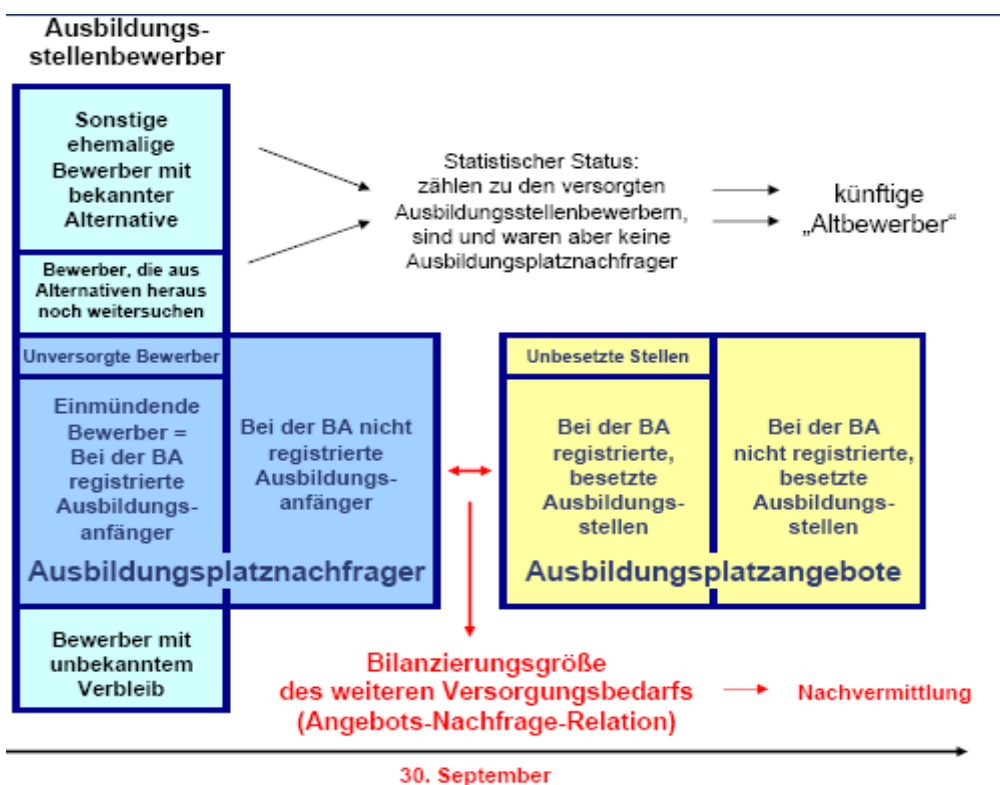 Ausbildungs-
stellenbewerber
Sonstige
ehemalige
Bewerber mit
bekannter
Alternative
Statistischer Status:
zählen zu den versorgten
Ausbildungsstellenbewerbern,
sind und waren aber keine
Ausbildungsplatznachfrager
künftige
„Altbewerber“
Bewerber, die aus
Alternativen heraus
noch weitersuchen
Unversorgte Bewerber
Einmündende
Bewerber =
Bei der BA
registrierte
Ausbildungs-
anfänger
Bei der BA nicht
registrierte
Ausbildungs-
anfänger
Ausbildungsplatznachfrager
Unbesetzte Stellen
Bei der BA
registrierte,
besetzte
Ausbildungs-
stellen
Bei der BA
nicht registrierte,
besetzte
Ausbildungs-
stellen
Ausbildungsplatzangebote
Bewerber mit
unbekanntem
Verbleib
Bilanzierungsgröße
des weiteren Versorgungsbedarfs
(Angebots-Nachfrage-Relation)
Nachvermittlung
30. September